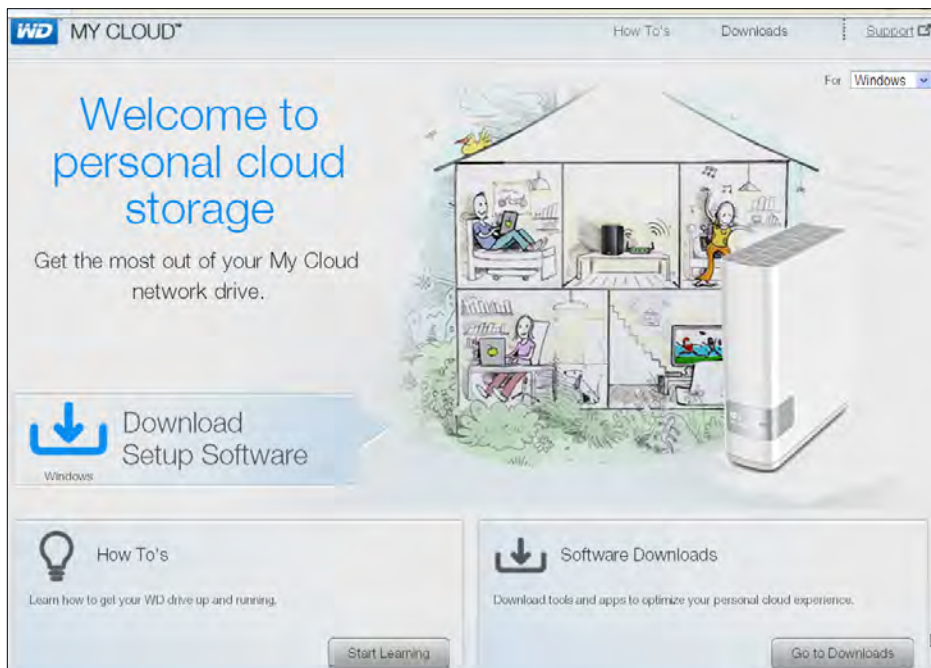 WD MY CLOUD™
How To's Downloads Support
For Windows
Welcome to
personal cloud
storage
Get the most out of your My Cloud
network drive.
Download
Setup Software
Windows
How To's
Learn how to get your WD drive up and running.
Start Learning
Software Downloads
Download tools and apps to optimize your personal cloud experience.
Go to Downloads